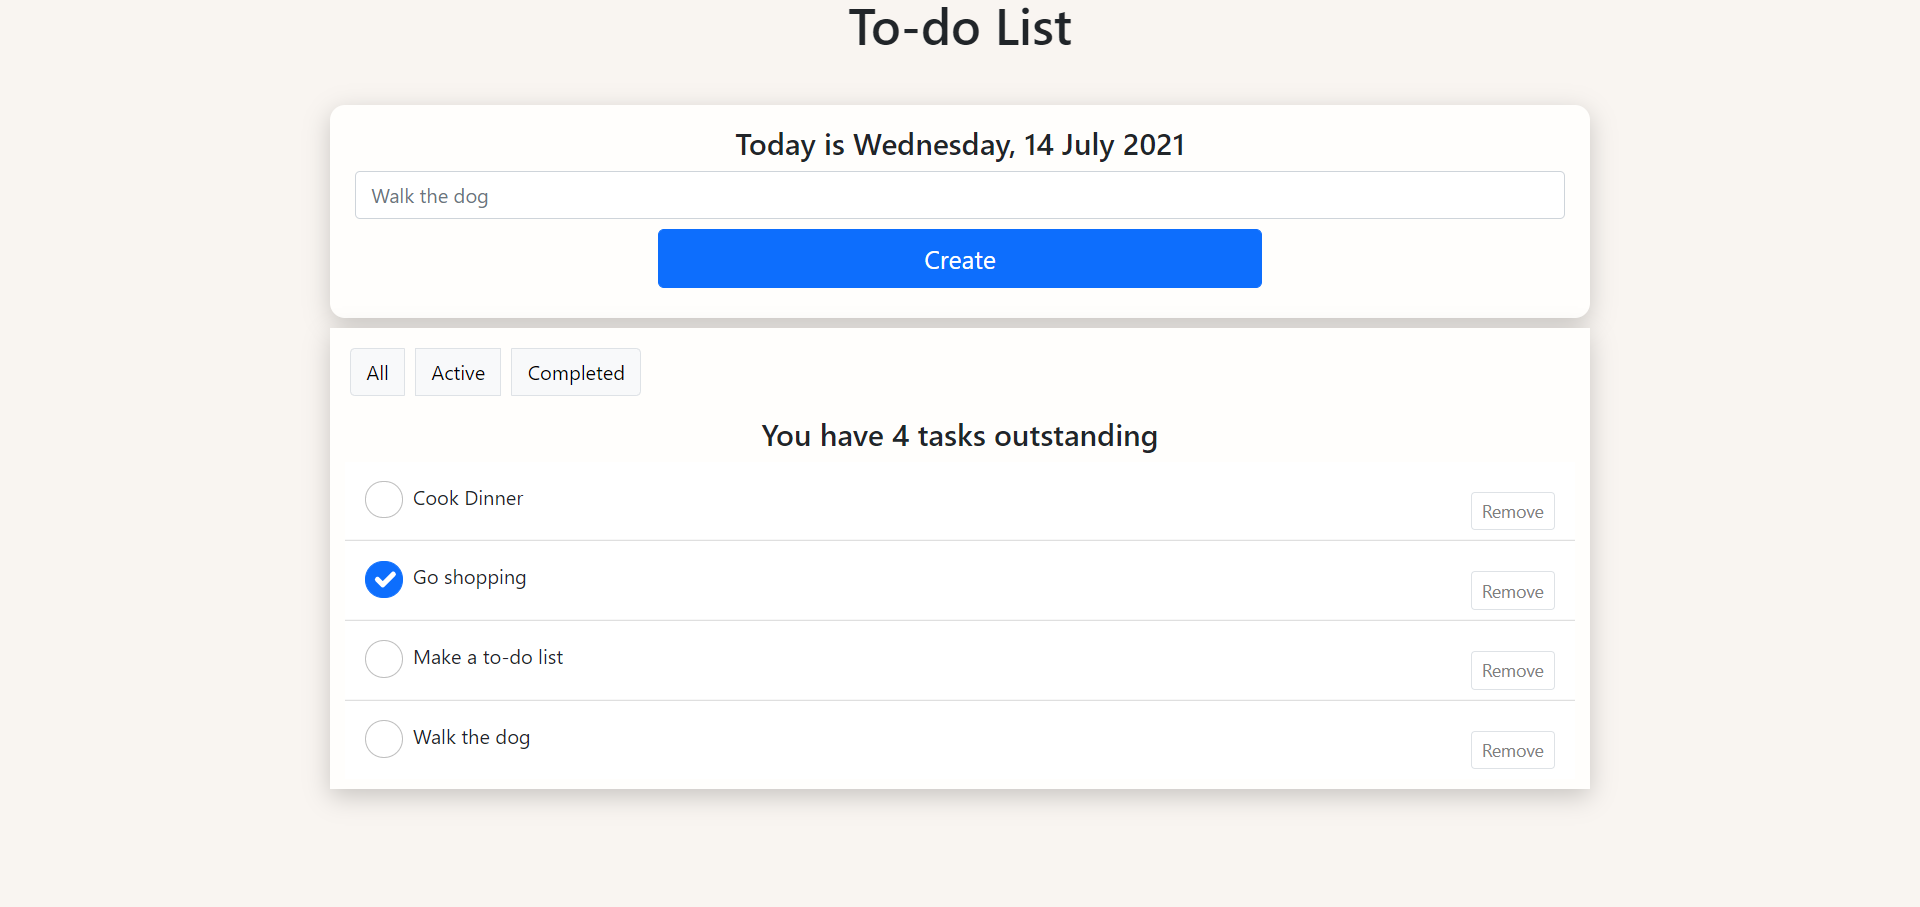 To-do List
Today is Wednesday, 14 July 2021
Walk the dog
Create
All Active Completed
You have 4 tasks outstanding
Cook Dinner
Remove
Go shopping
Remove
Make a to-do list
Remove
Walk the dog
Remove